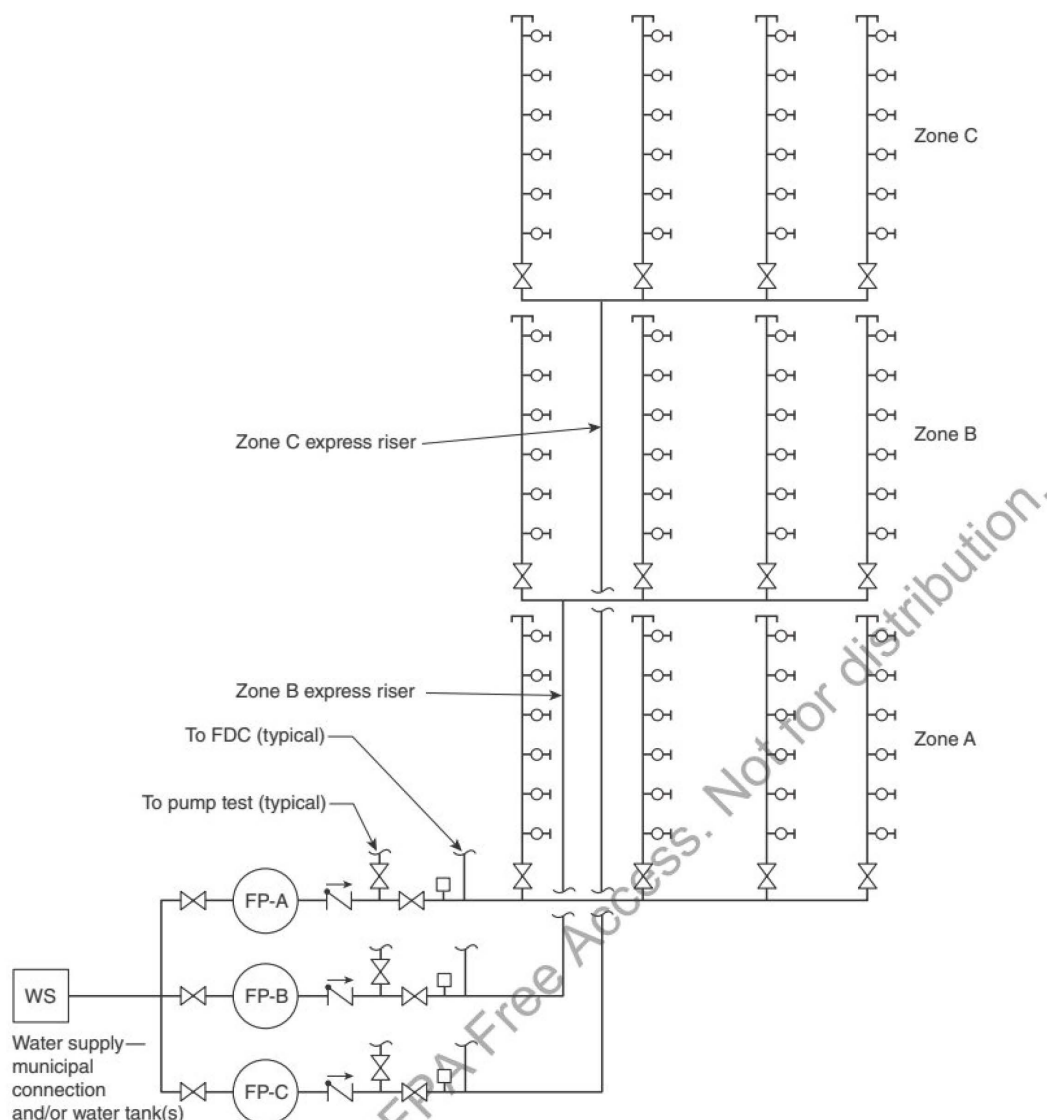 Zone C
Zone C express riser
Zone B
Zone B express riser
To FDC (typical)
Zone A
To pump test (typical)
FP-A
WS
FP-B
Water supply—
municipal
connection
and/or water tank(s)
FP-C
FPA Free Access. Not for distribution.